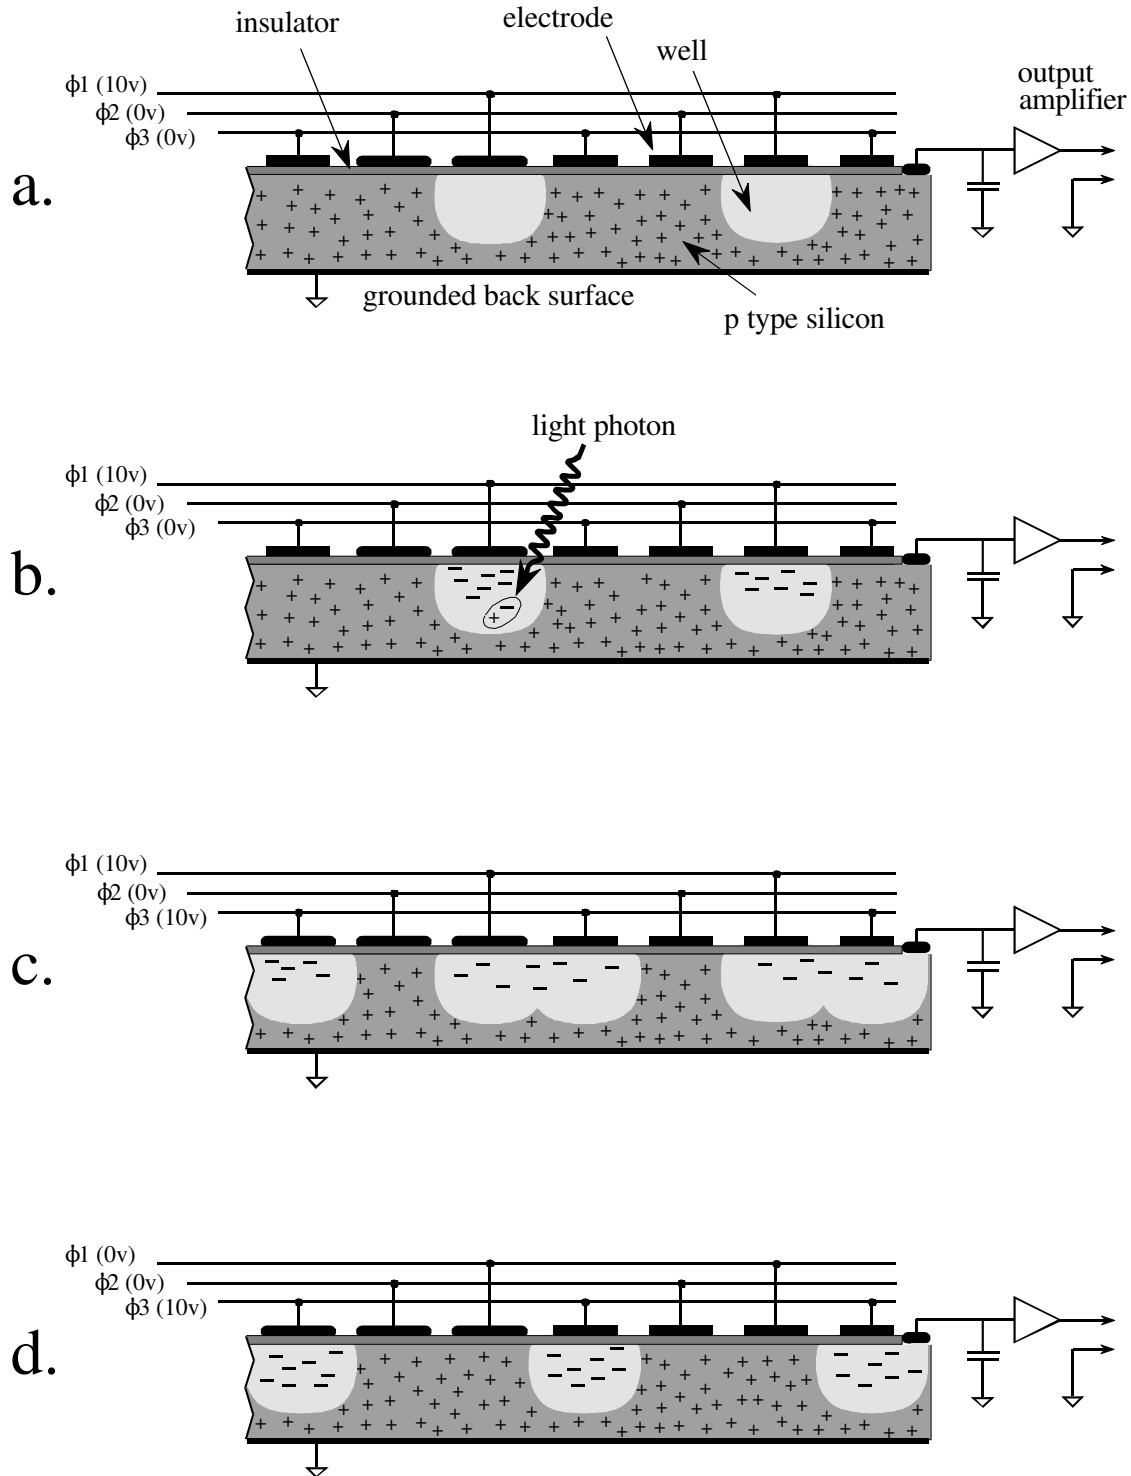 insulator
electrode
well
output
amplifier
ϕ1 (10v)
ϕ2 (0v)
ϕ3 (0v)
a.
grounded back surface
p type silicon
light photon
ϕ1 (10v)
ϕ2 (0v)
ϕ3 (0v)
b.
ϕ1 (10v)
ϕ2 (0v)
ϕ3 (10v)
c.
ϕ1 (0v)
ϕ2 (0v)
ϕ3 (10v)
d.